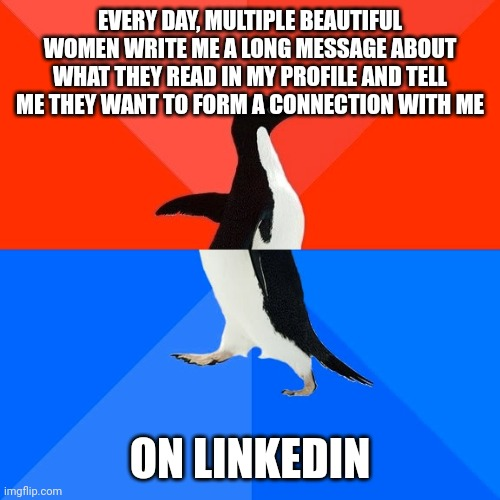 EVERY DAY, MULTIPLE BEAUTIFUL
WOMEN WRITE ME A LONG MESSAGE ABOUT
WHAT THEY READ IN MY PROFILE AND TELL
ME THEY WANT TO FORM A CONNECTION WITH ME
ON LINKEDIN
imgflip.com